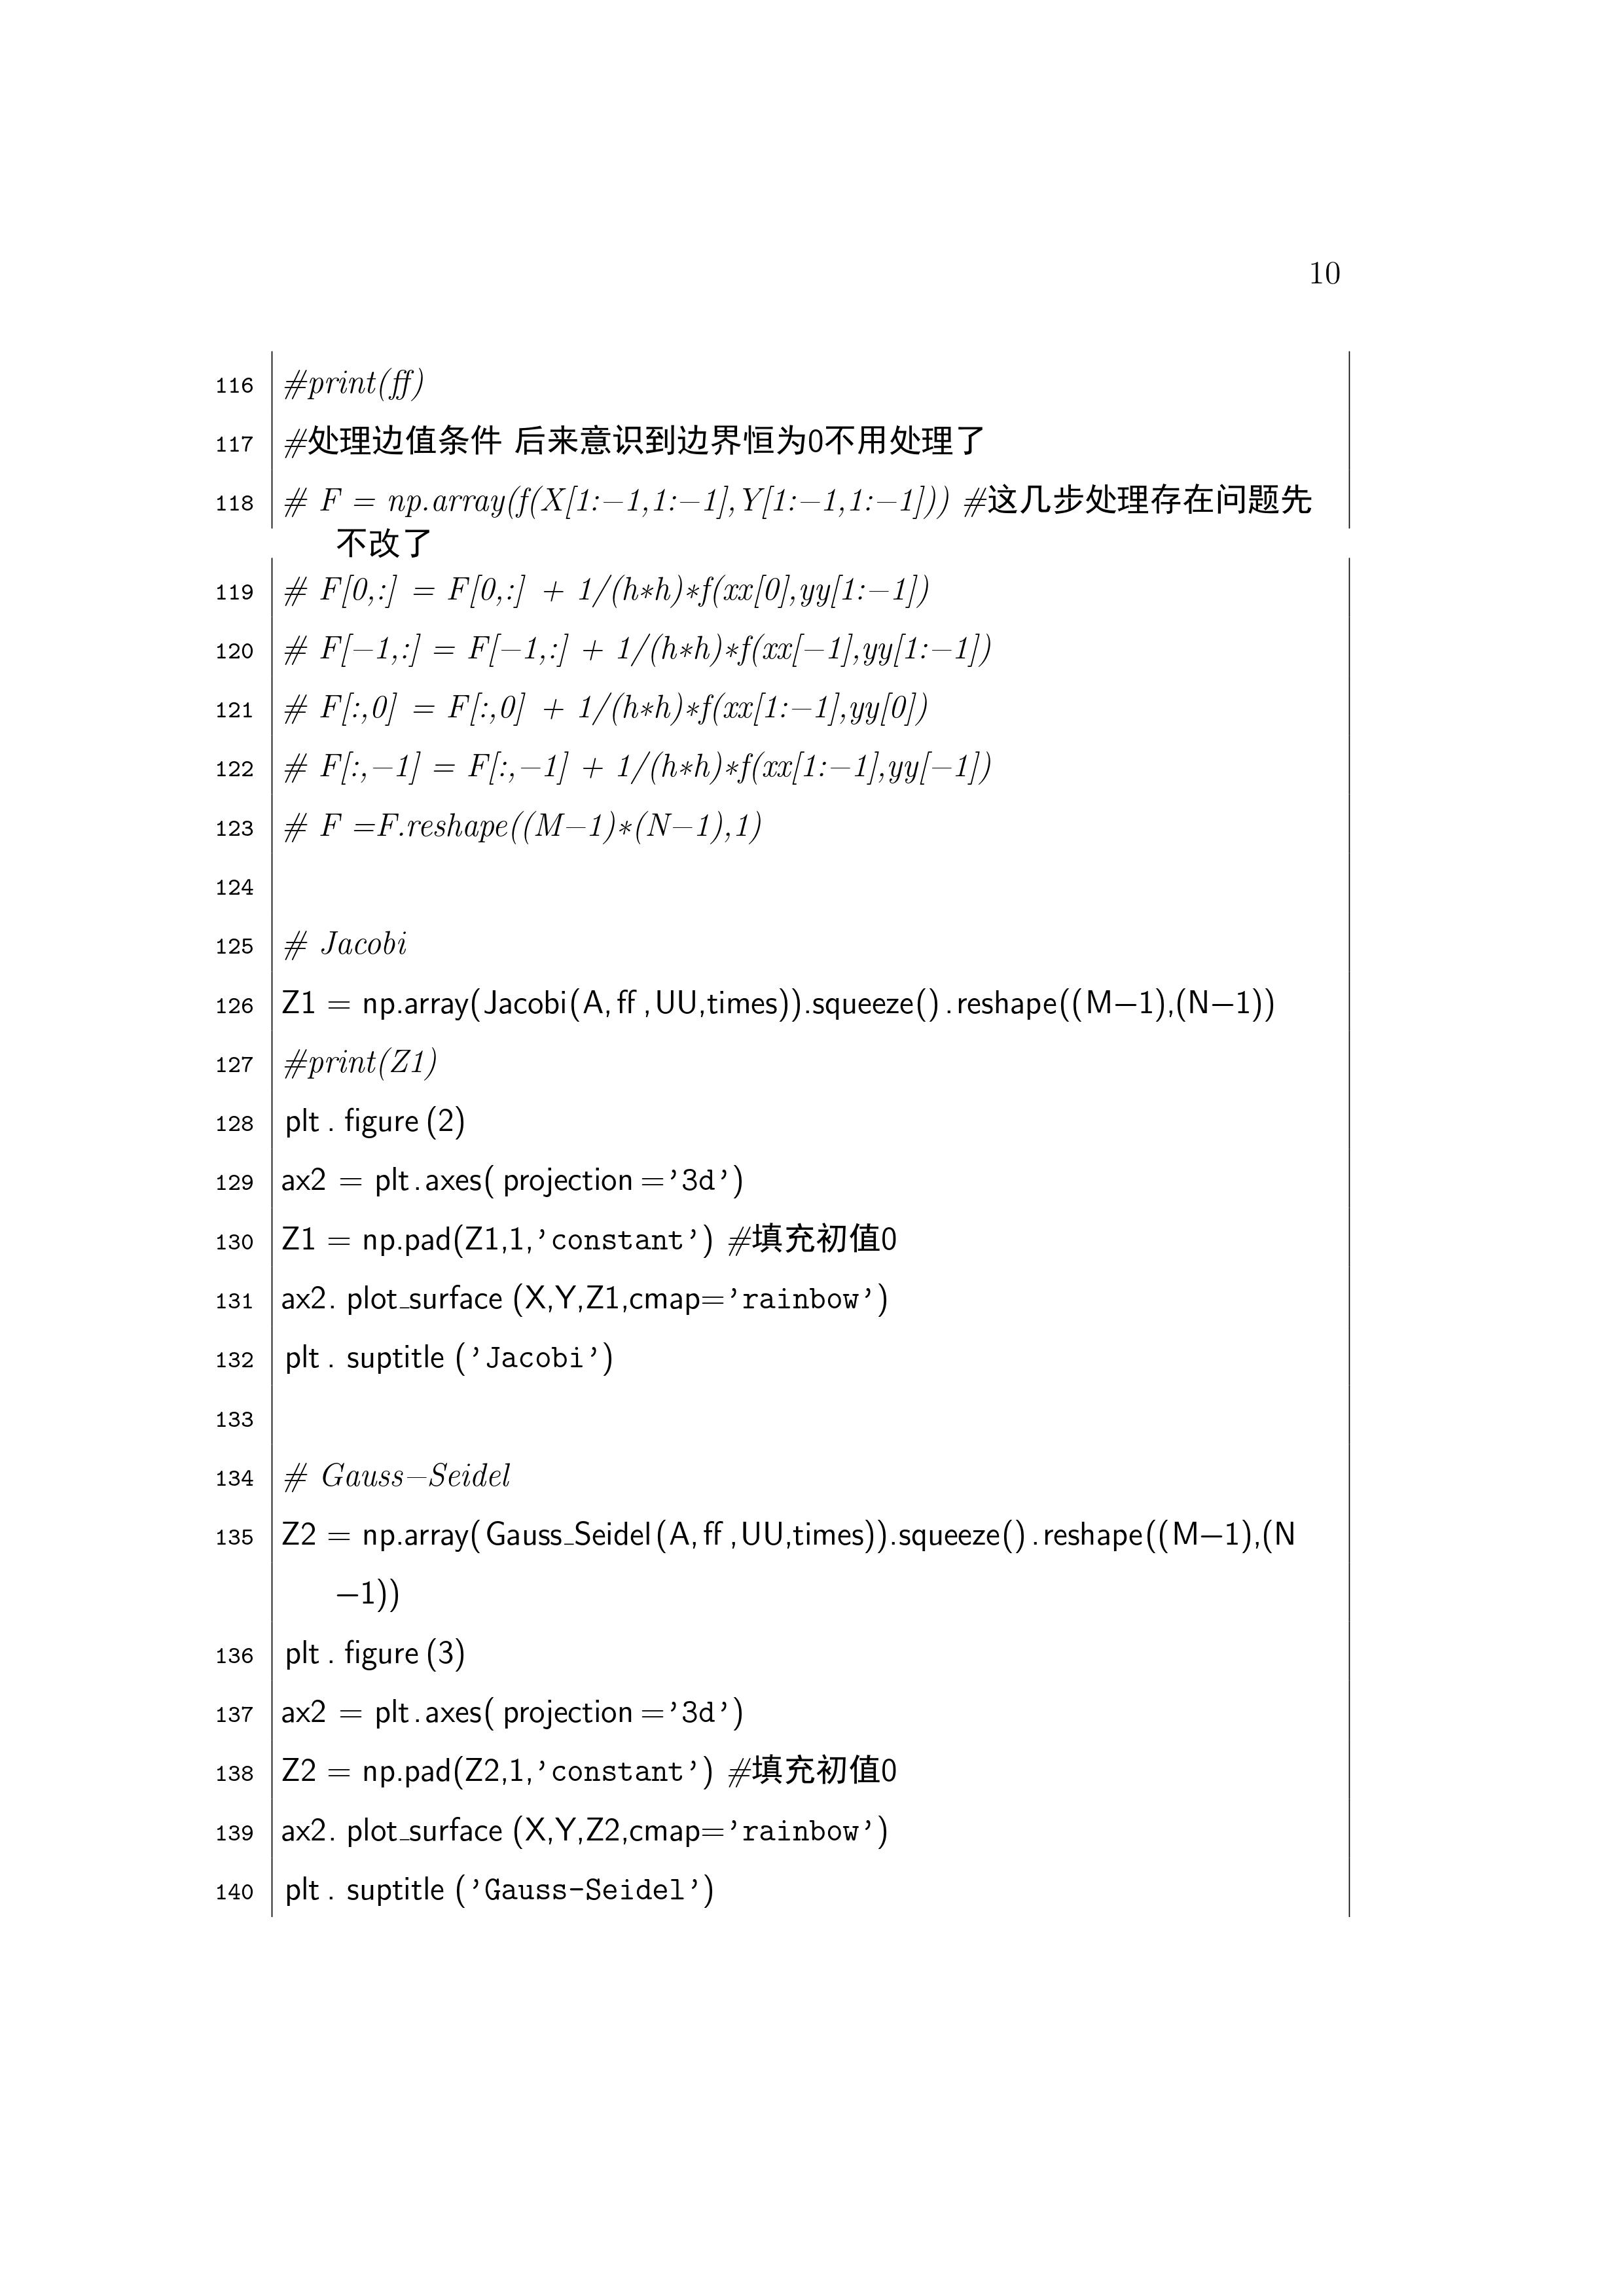 10
116 #print(ff)
117 #处理边值条件 后来意识到边界恒为0不用处理了
118 # F = np.array(f(X[1:−1,1:−1],Y[1:−1,1:−1])) #这几步处理存在问题先
不改了
119 # F[0,:] = F[0,:] + 1/(h*h)*f(xx[0],yy[1:−1])
120 # F[−1,:] = F[−1,:] + 1/(h*h)*f(xx[−1],yy[1:−1])
121 # F[:,0] = F[:,0] + 1/(h*h)*f(xx[1:−1],yy[0])
122 # F[:,−1] = F[:,−1] + 1/(h*h)*f(xx[1:−1],yy[−1])
123 # F =F.reshape((M−1)*(N−1),1)
124
125 # Jacobi
126 Z1 = np.array(Jacobi(A,ff,UU,times)).squeeze().reshape((M−1),(N−1))
127 #print(Z1)
128 plt.figure(2)
129 ax2 = plt.axes(projection='3d')
130 Z1 = np.pad(Z1,1,'constant') #填充初值0
131 ax2.plot_surface(X,Y,Z1,cmap='rainbow')
132 plt.suptitle('Jacobi')
133
134 # Gauss−Seidel
135 Z2 = np.array(Gauss_Seidel(A,ff,UU,times)).squeeze().reshape((M−1),(N
−1))
136 plt.figure(3)
137 ax2 = plt.axes(projection='3d')
138 Z2 = np.pad(Z2,1,'constant') #填充初值0
139 ax2.plot_surface(X,Y,Z2,cmap='rainbow')
140 plt.suptitle('Gauss-Seidel')